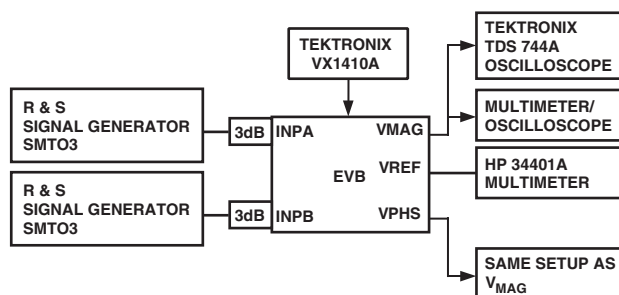 TEKTRONIX
VX1410A
TEKTRONIX
TDS 744A
OSCILLOSCOPE
R & S
SIGNAL GENERATOR
SMTO3
3dB
INPA
VMAG
MULTIMETER/
OSCILLOSCOPE
EVB
VREF
HP 34401A
MULTIMETER
R & S
SIGNAL GENERATOR
SMTO3
3dB
INPB
VPHS
SAME SETUP AS
VMAG